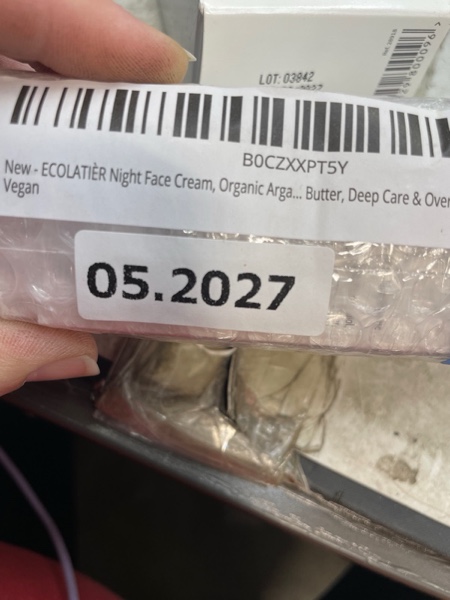 LOT: 03842
B0CZXXPT5Y
New - ECOLATIÈR Night Face Cream, Organic Arga... Butter, Deep Care & Over
Vegan
05.2027